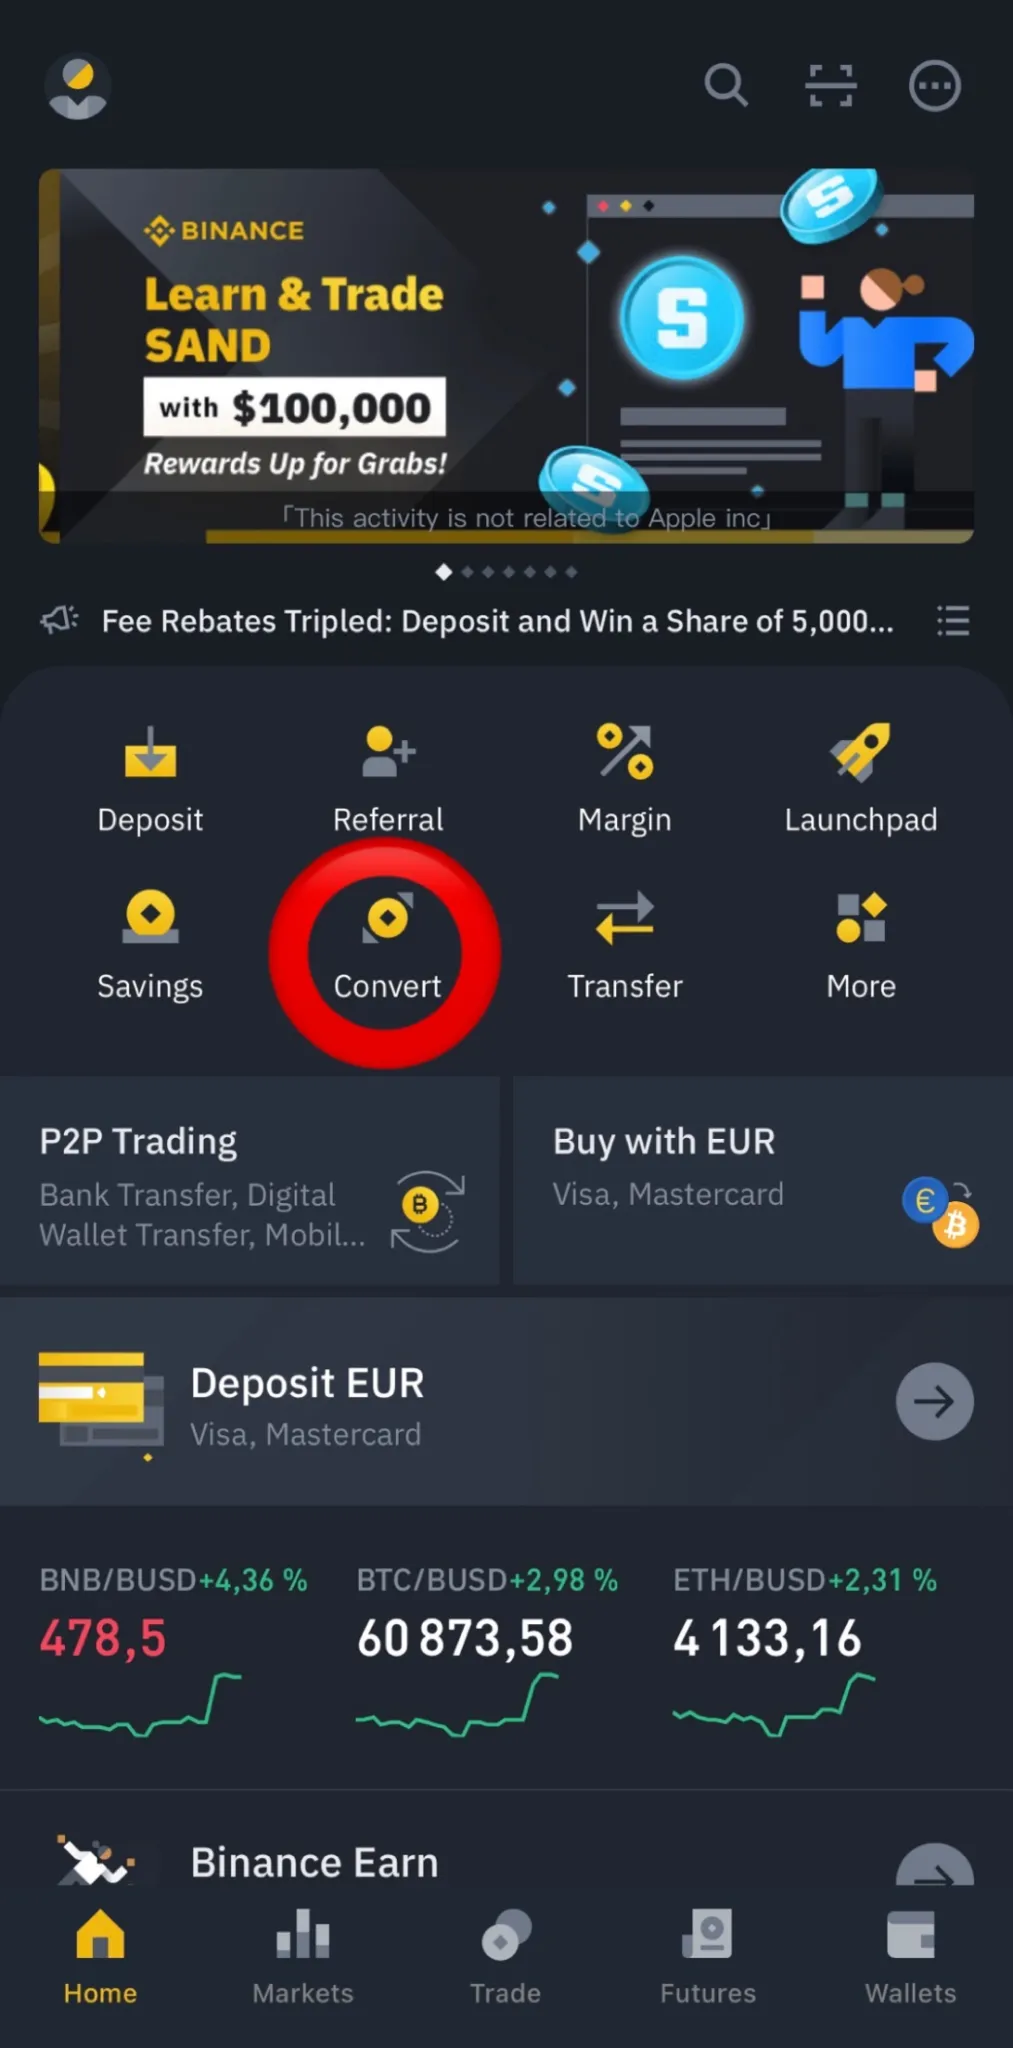 BINANCE
Learn & Trade
SAND
with $100,000
Rewards Up for Grabs!
「This activity is not related to Apple inc」
Fee Rebates Tripled: Deposit and Win a Share of 5,000...
Deposit
Referral
Margin
Launchpad
Savings
Convert
Transfer
More
P2P Trading
Bank Transfer, Digital
Wallet Transfer, Mobil...
Buy with EUR
Visa, Mastercard
Deposit EUR
Visa, Mastercard
BNB/BUSD+4,36 %
478,5
BTC/BUSD+2,98 %
60 873,58
ETH/BUSD+2,31 %
4 133,16
Binance Earn
Home
Markets
Trade
Futures
Wallets